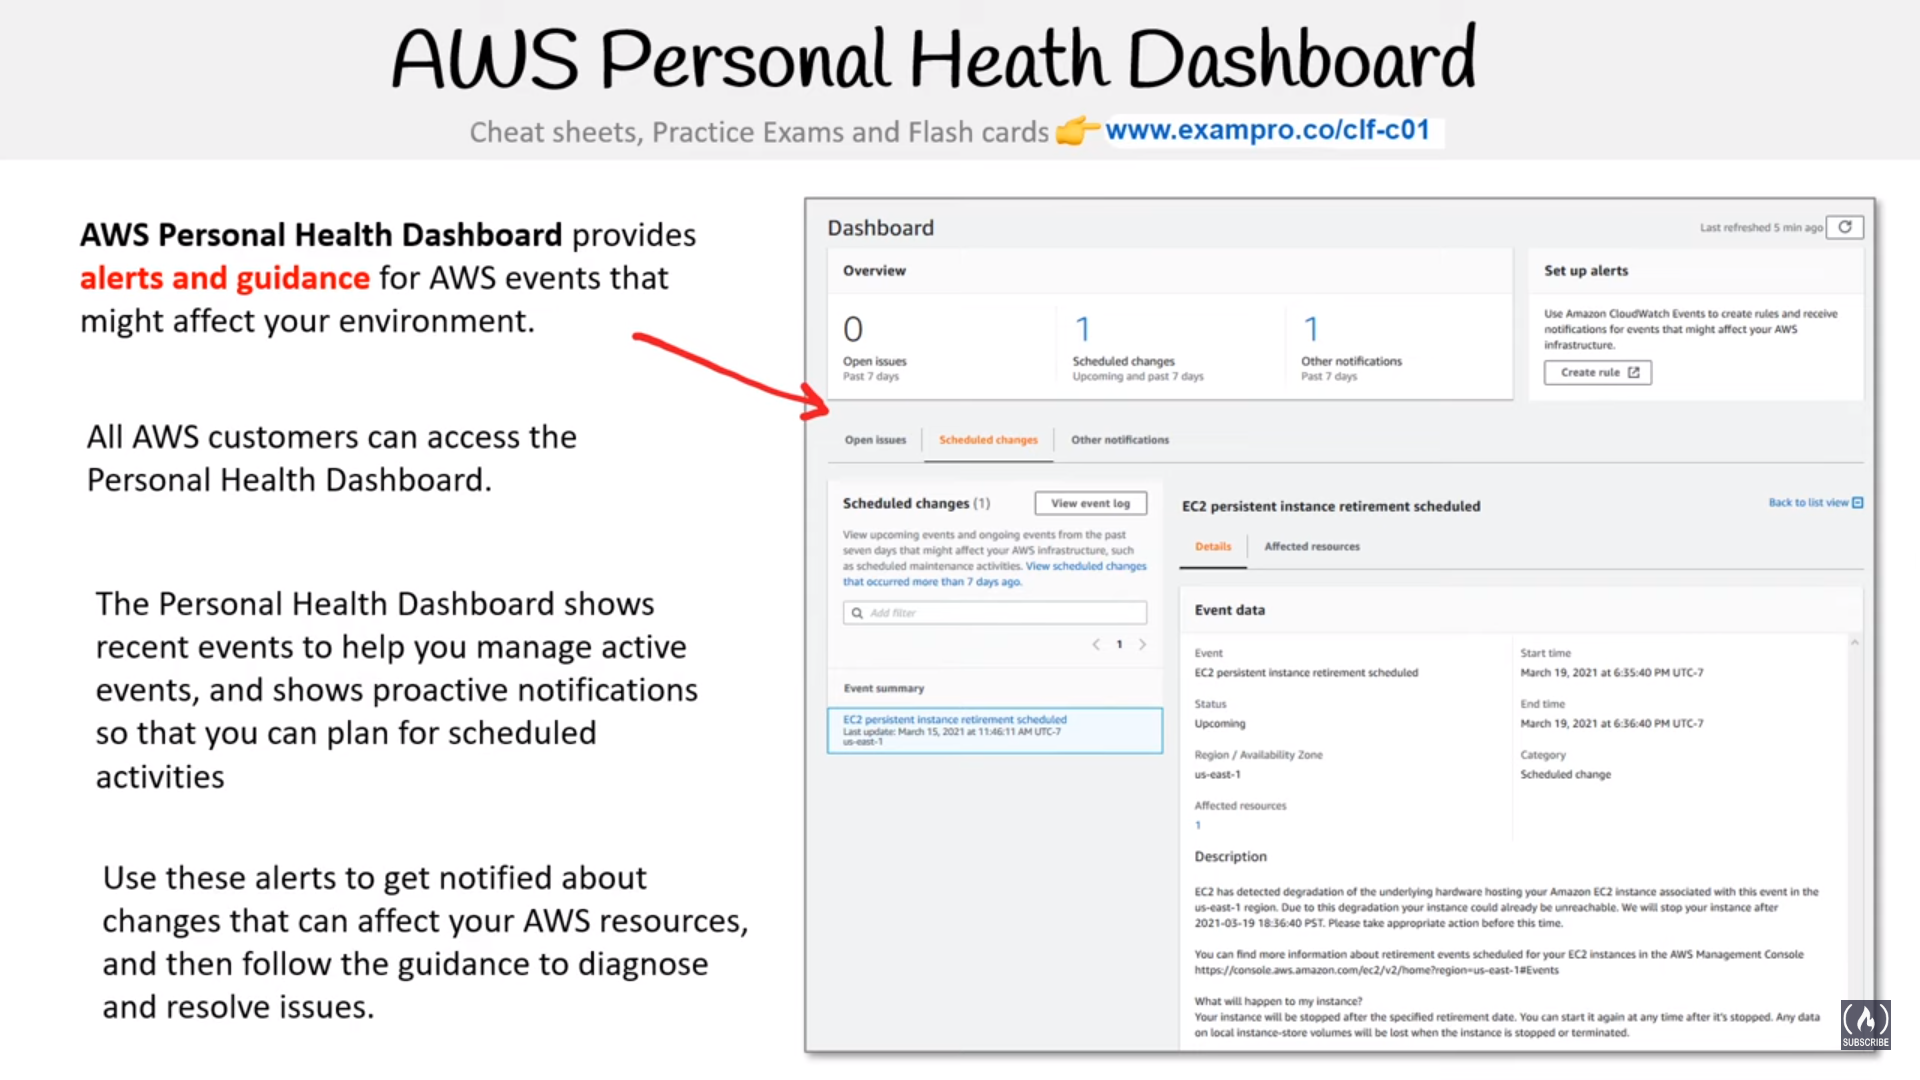 AWS Personal Heath Dashboard
Cheat sheets, Practice Exams and Flash cards 👉 www.exampro.co/clf-c01
AWS Personal Health Dashboard provides
alerts and guidance for AWS events that
might affect your environment.
All AWS customers can access the
Personal Health Dashboard.
The Personal Health Dashboard shows
recent events to help you manage active
events, and shows proactive notifications
so that you can plan for scheduled
activities
Use these alerts to get notified about
changes that can affect your AWS resources,
and then follow the guidance to diagnose
and resolve issues.
Dashboard
Last refreshed 5 min ago
Overview
0
Open issues
Past 7 days
1
Scheduled changes
Upcoming and past 7 days
1
Other notifications
Past 7 days
Set up alerts
Use Amazon CloudWatch Events to create rules and receive
notifications for events that might affect your AWS
infrastructure.
Create rule
Open issues
Scheduled changes
Other notifications
Scheduled changes (1)
View event log
View upcoming events and ongoing events from the past
seven days that might affect your AWS infrastructure, such
as scheduled maintenance activities. View scheduled changes
that occurred more than 7 days ago.
Add filter
< 1 >
Event summary
EC2 persistent instance retirement scheduled
Last update: March 15, 2021 at 11:46:11 AM UTC-7
us-east-1
EC2 persistent instance retirement scheduled
Back to list view
Details
Affected resources
Event data
Event
EC2 persistent instance retirement scheduled
Start time
March 19, 2021 at 6:35:40 PM UTC-7
Status
Upcoming
End time
March 19, 2021 at 6:36:40 PM UTC-7
Region / Availability Zone
us-east-1
Category
Scheduled change
Affected resources
1
Description
EC2 has detected degradation of the underlying hardware hosting your Amazon EC2 instance associated with this event in the
us-east-1 region. Due to this degradation your instance could already be unreachable. We will stop your instance after
2021-03-19 18:36:40 PST. Please take appropriate action before this time.
You can find more information about retirement events scheduled for your EC2 instances in the AWS Management Console
https://console.aws.amazon.com/ec2/v2/home?region=us-east-1#Events
What will happen to my instance?
Your instance will be stopped after the specified retirement date. You can start it again at any time after it's stopped. Any data
on local instance-store volumes will be lost when the instance is stopped or terminated.
SUBSCRIBE